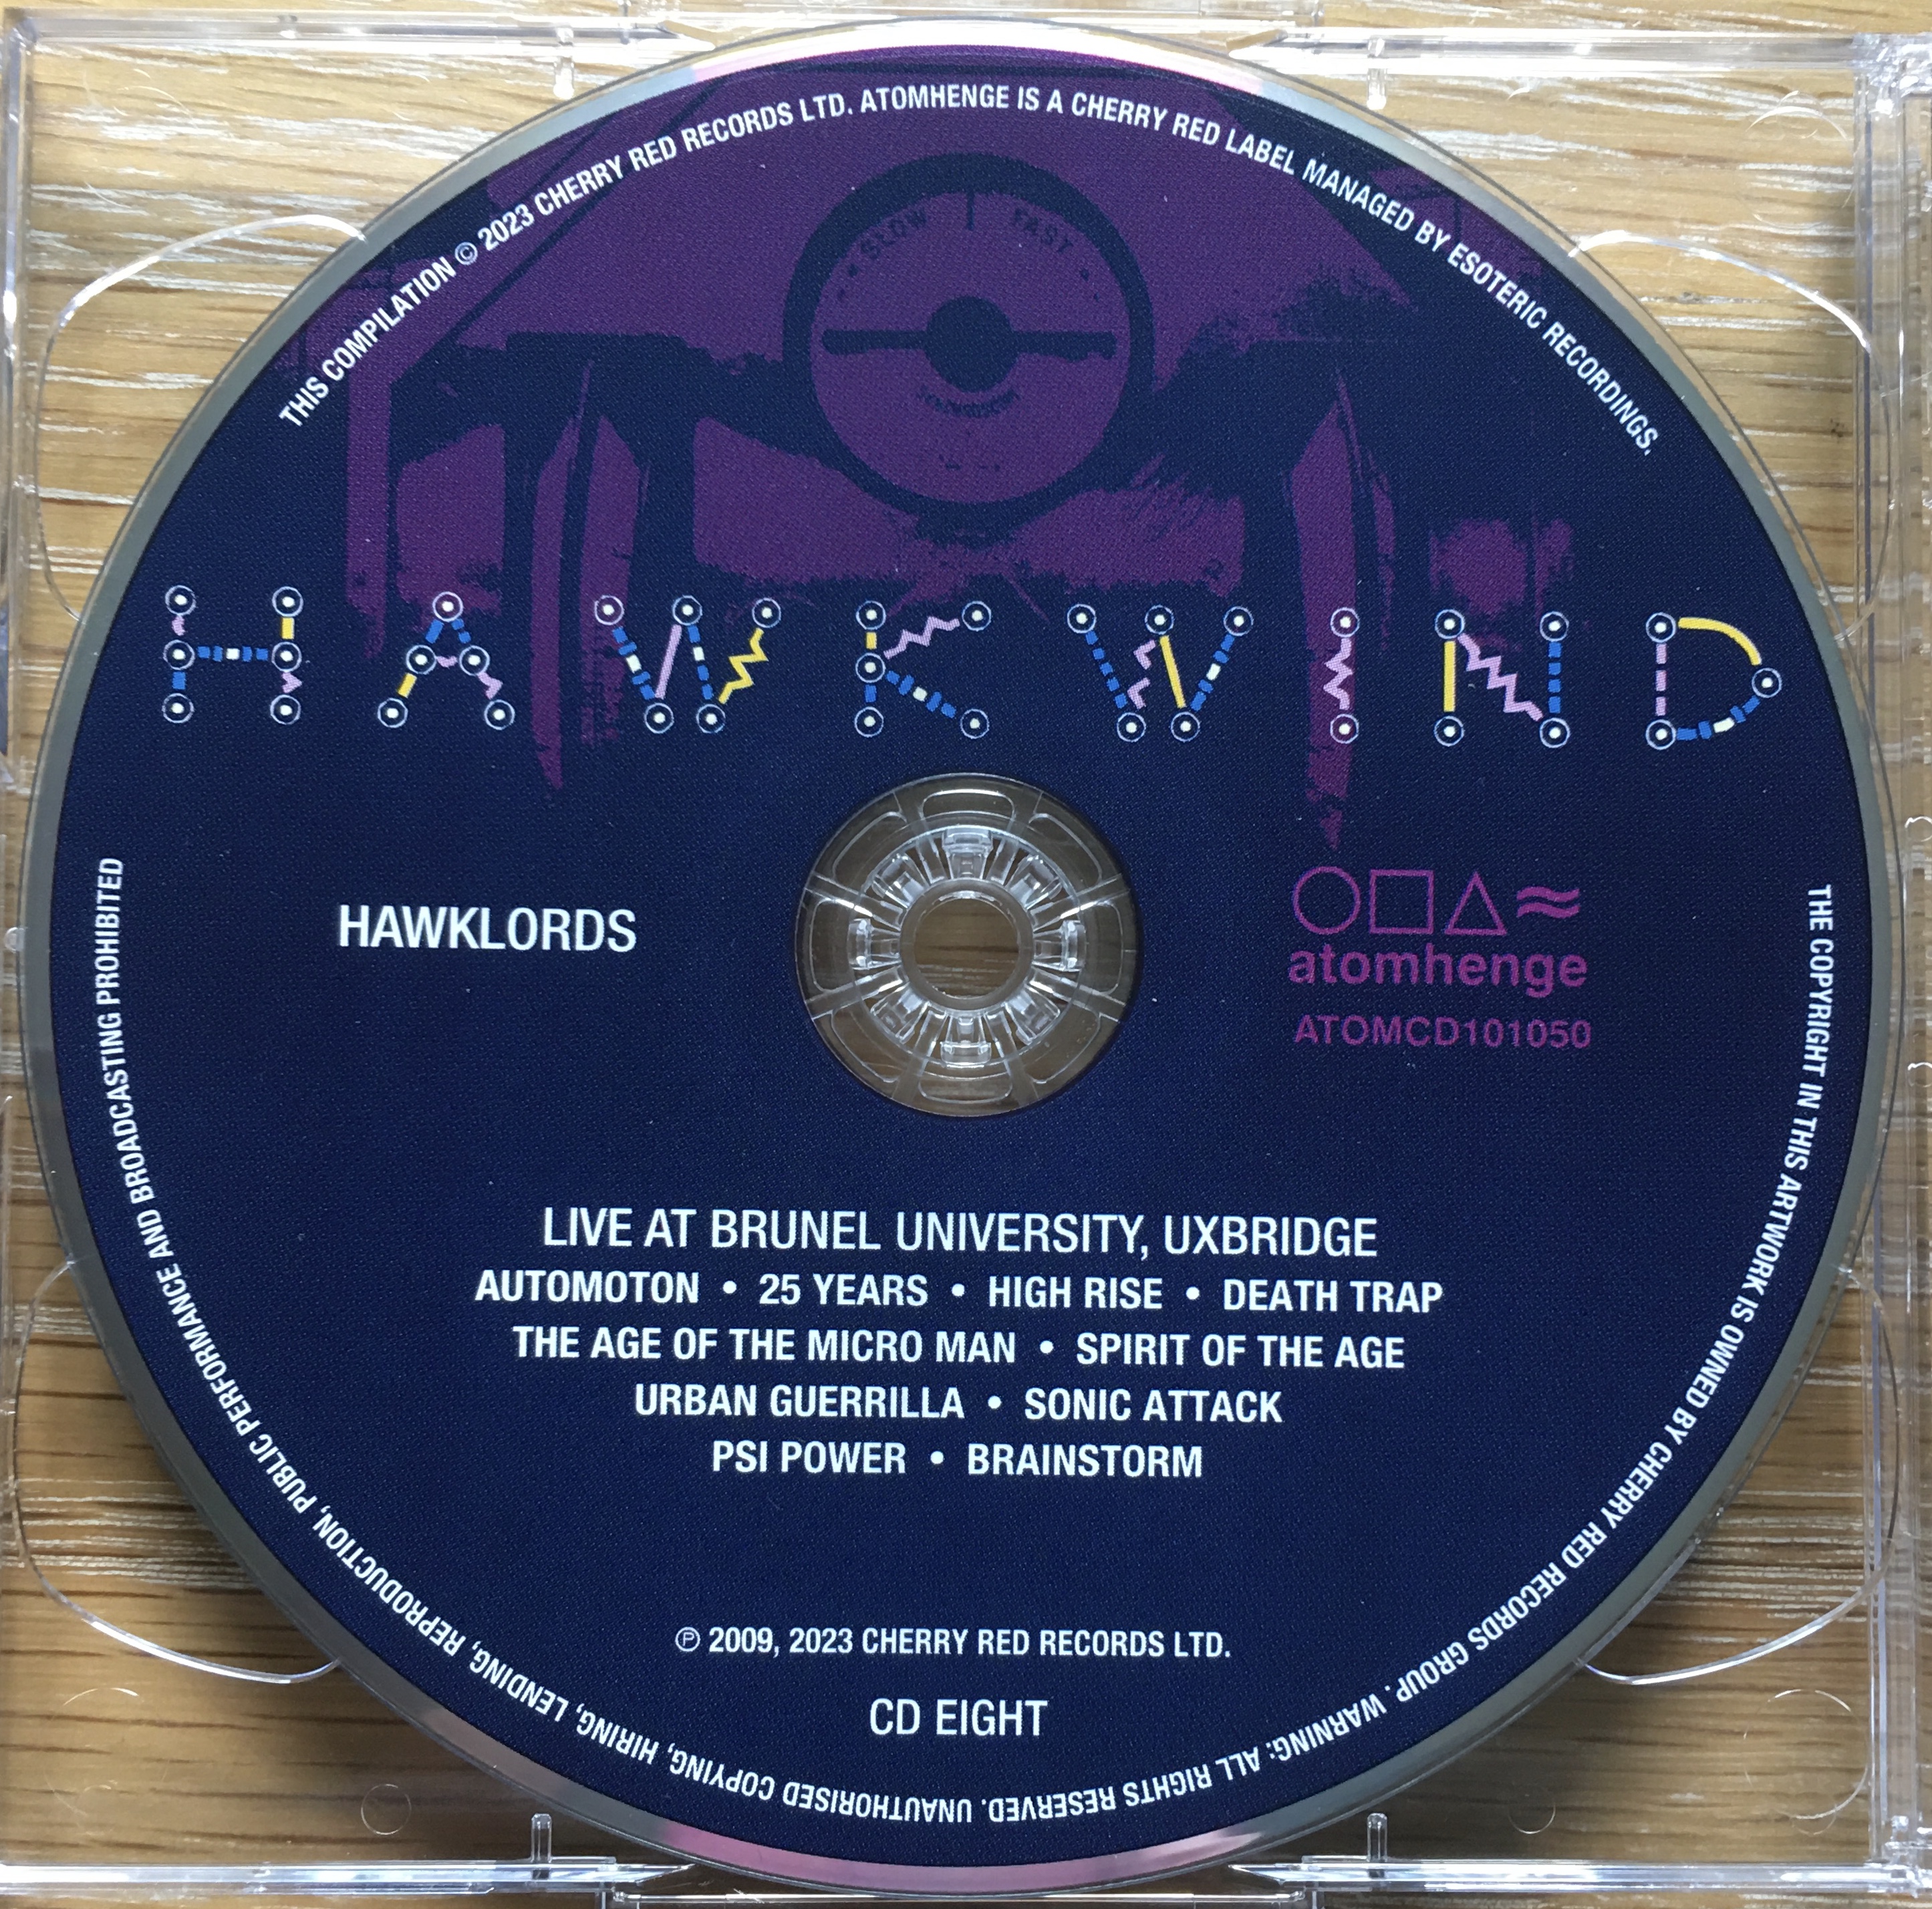 THIS COMPILATION © 2023 CHERRY RED RECORDS LTD. ATOMHENGE IS A CHERRY RED LABEL MANAGED BY ESOTERIC RECORDINGS.
SLOW FAST
HAWKWIND
HAWKLORDS
atomhenge
ATOMCD101050
LIVE AT BRUNEL UNIVERSITY, UXBRIDGE
AUTOMOTON • 25 YEARS • HIGH RISE • DEATH TRAP
THE AGE OF THE MICRO MAN • SPIRIT OF THE AGE
URBAN GUERRILLA • SONIC ATTACK
PSI POWER • BRAINSTORM
℗ 2009, 2023 CHERRY RED RECORDS LTD.
CD EIGHT
THE COPYRIGHT IN THIS ARTWORK IS OWNED BY CHERRY RED RECORDS GROUP. WARNING: ALL RIGHTS RESERVED. UNAUTHORISED COPYING, HIRING, LENDING, REPRODUCTION, PUBLIC PERFORMANCE AND BROADCASTING PROHIBITED